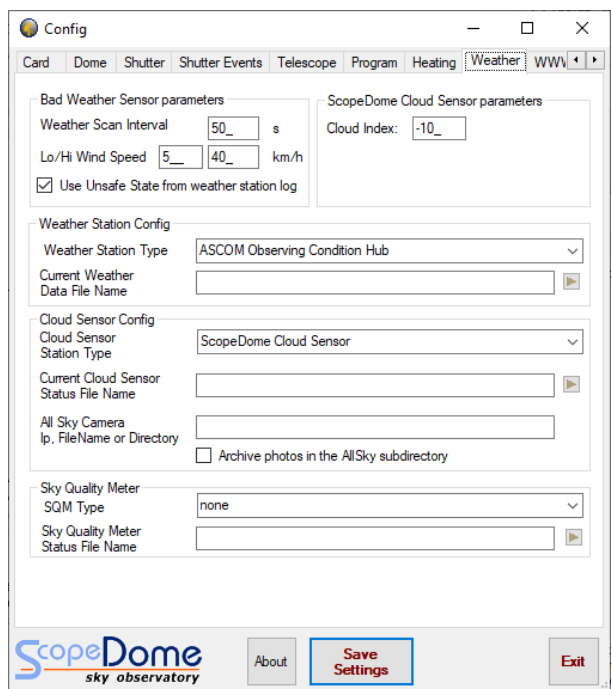 Config
Card Dome Shutter Shutter Events Telescope Program Heating Weather WWW
Bad Weather Sensor parameters
Weather Scan Interval 50_ s
Lo/Hi Wind Speed 5__ 40_ km/h
Use Unsafe State from weather station log
ScopeDome Cloud Sensor parameters
Cloud Index: -10_
Weather Station Config
Weather Station Type ASCOM Observing Condition Hub
Current Weather
Data File Name
Cloud Sensor Config
Cloud Sensor
Station Type
ScopeDome Cloud Sensor
Current Cloud Sensor
Status File Name
All Sky Camera
Ip, FileName or Directory
Archive photos in the AllSky subdirectory
Sky Quality Meter
SQM Type none
Sky Quality Meter
Status File Name
ScopeDome
sky observatory
About
Save
Settings
Exit